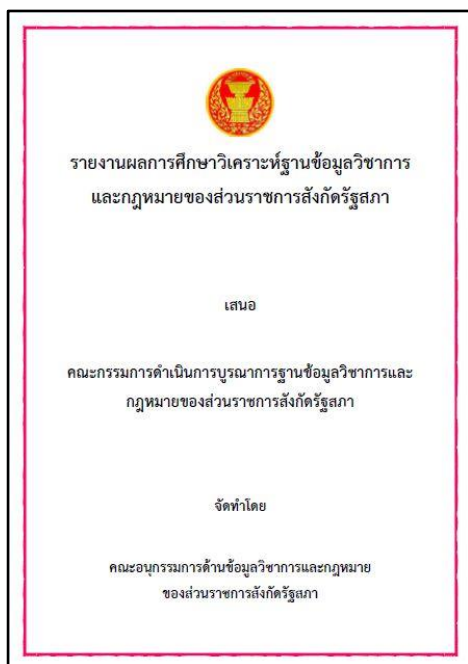 รายงานผลการศึกษาวิเคราะห์ฐานข้อมูลวิชาการ
และกฎหมายของส่วนราชการสังกัดรัฐสภา
เสนอ
คณะกรรมการดำเนินการบูรณาการฐานข้อมูลวิชาการและ
กฎหมายของส่วนราชการสังกัดรัฐสภา
จัดทำโดย
คณะอนุกรรมการด้านข้อมูลวิชาการและกฎหมาย
ของส่วนราชการสังกัดรัฐสภา